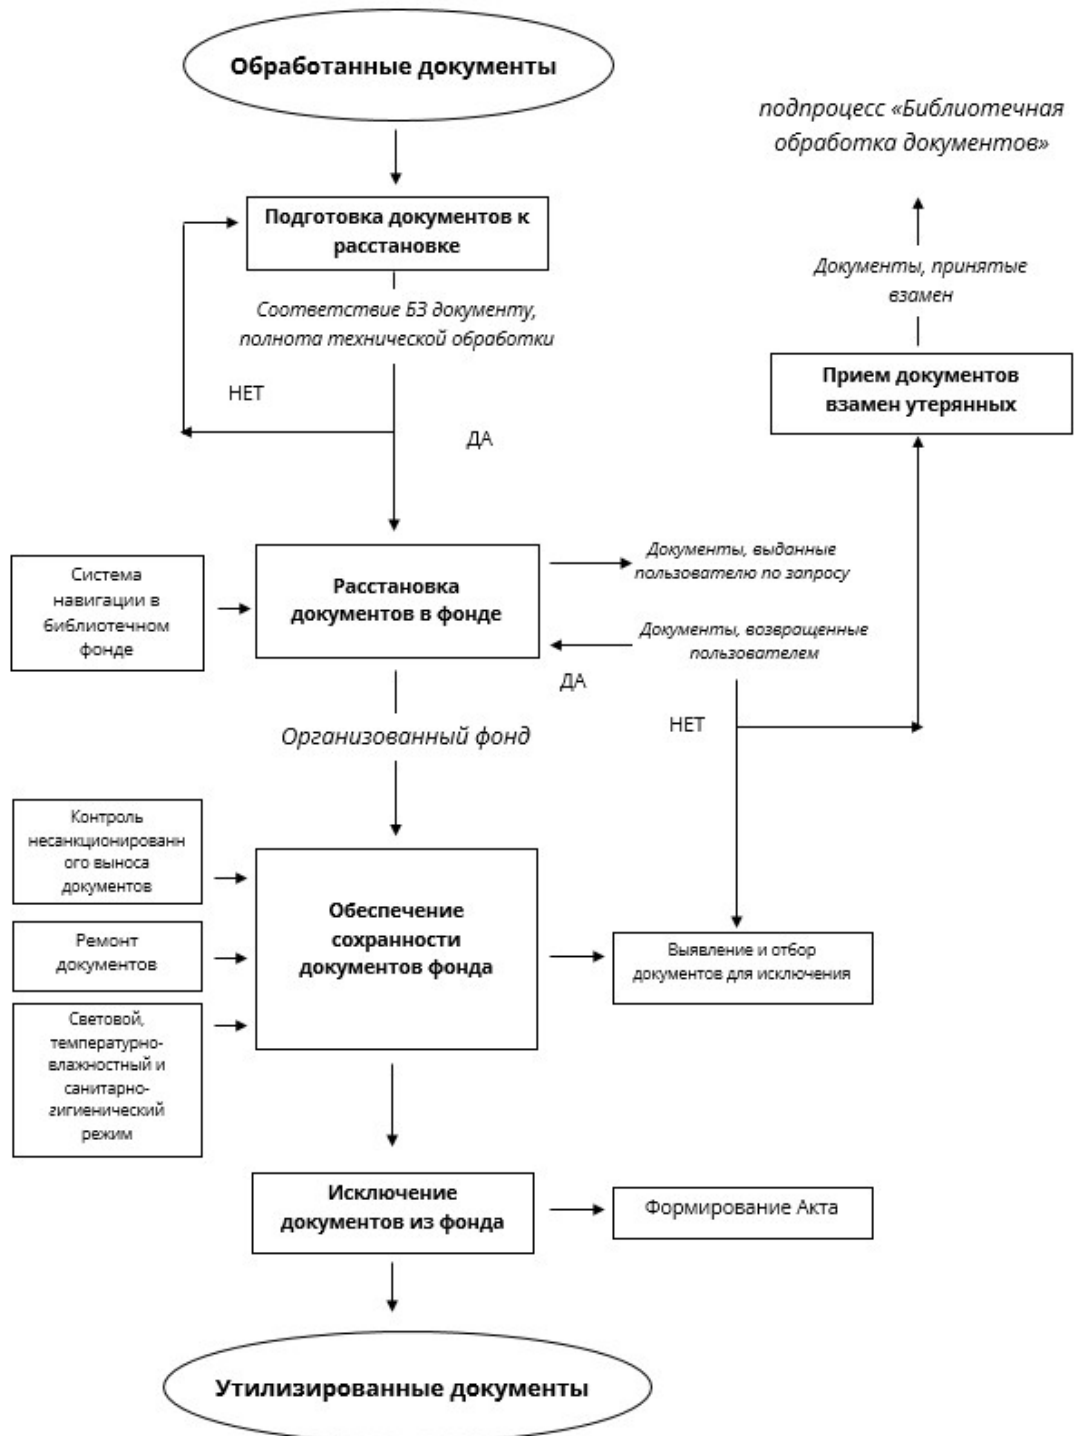 Обработанные документы
подпроцесс «Библиотечная
обработка документов»
Подготовка документов к
расстановке
Документы, принятые
взамен
Соответствие БЗ документу,
полнота технической обработки
Прием документов
взамен утерянных
НЕТ
ДА
Система
навигации в
библиотечном
фонде
Расстановка
документов в фонде
Документы, выданные
пользователю по запросу
Документы, возвращенные
пользователем
ДА
НЕТ
Организованный фонд
Контроль
несанкционированн
ого выноса
документов
Ремонт
документов
Световой,
температурно-
влажностный и
санитарно-
гигиенический
режим
Обеспечение
сохранности
документов фонда
Выявление и отбор
документов для исключения
Исключение
документов из фонда
Формирование Акта
Утилизированные документы